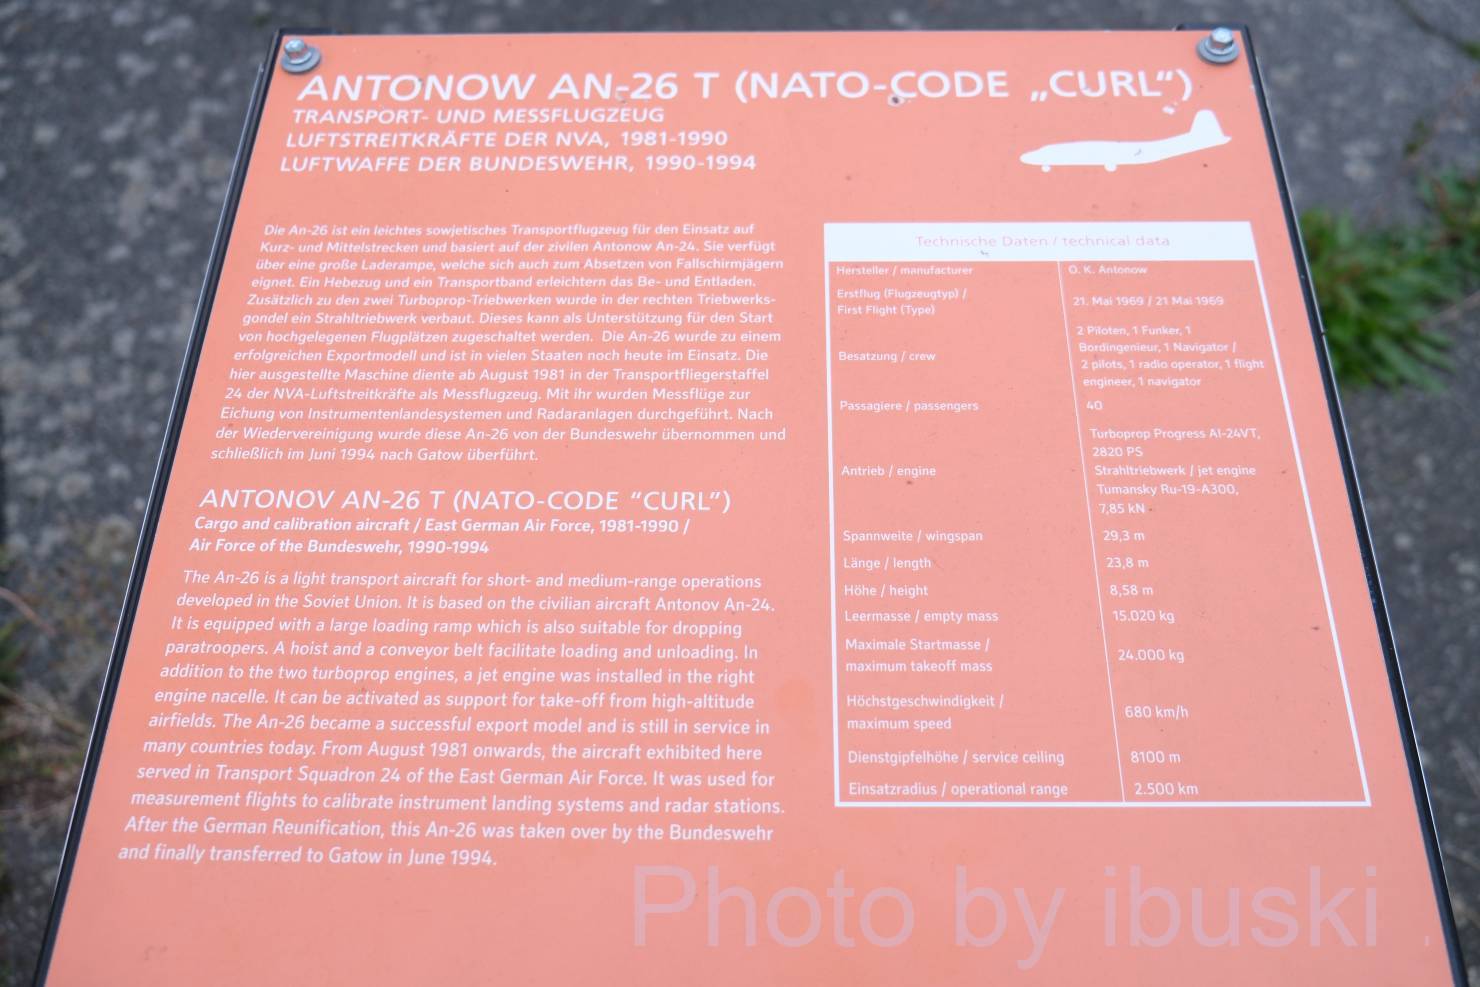 ANTONOW AN-26 T (NATO-CODE „CURL“)
TRANSPORT- UND MESSFLUGZEUG
LUFTSTREITKRÄFTE DER NVA, 1981-1990
LUFTWAFFE DER BUNDESWEHR, 1990-1994
Die An-26 ist ein leichtes sowjetisches Transportflugzeug für den Einsatz auf
Kurz- und Mittelstrecken und basiert auf der zivilen Antonow An-24. Sie verfügt
über eine große Laderampe, welche sich auch zum Absetzen von Fallschirmjägern
eignet. Ein Hebezug und ein Transportband erleichtern das Be- und Entladen.
Zusätzlich zu den zwei Turboprop-Triebwerken wurde in der rechten Triebwerks-
gondel ein Strahltriebwerk verbaut. Dieses kann als Unterstützung für den Start
von hochgelegenen Flugplätzen zugeschaltet werden. Die An-26 wurde zu einem
erfolgreichen Exportmodell und ist in vielen Staaten noch heute im Einsatz. Die
hier ausgestellte Maschine diente ab August 1981 in der Transportfliegerstaffel
24 der NVA-Luftstreitkräfte als Messflugzeug. Mit ihr wurden Messflüge zur
Eichung von Instrumentenlandesystemen und Radaranlagen durchgeführt. Nach
der Wiedervereinigung wurde diese An-26 von der Bundeswehr übernommen und
schließlich im Juni 1994 nach Gatow überführt.
ANTONOV AN-26 T (NATO-CODE “CURL”)
Cargo and calibration aircraft / East German Air Force, 1981-1990 /
Air Force of the Bundeswehr, 1990-1994
The An-26 is a light transport aircraft for short- and medium-range operations
developed in the Soviet Union. It is based on the civilian aircraft Antonov An-24.
It is equipped with a large loading ramp which is also suitable for dropping
paratroopers. A hoist and a conveyor belt facilitate loading and unloading. In
addition to the two turboprop engines, a jet engine was installed in the right
engine nacelle. It can be activated as support for take-off from high-altitude
airfields. The An-26 became a successful export model and is still in service in
many countries today. From August 1981 onwards, the aircraft exhibited here
served in Transport Squadron 24 of the East German Air Force. It was used for
measurement flights to calibrate instrument landing systems and radar stations.
After the German Reunification, this An-26 was taken over by the Bundeswehr
and finally transferred to Gatow in June 1994.
Technische Daten / technical data
Hersteller / manufacturer
O. K. Antonow
Erstflug (Flugzeugtyp) /
First Flight (Type)
21. Mai 1969 / 21 Mai 1969
Besatzung / crew
2 Piloten, 1 Funker, 1
Bordingenieur, 1 Navigator /
2 pilots, 1 radio operator, 1 flight
engineer, 1 navigator
Passagiere / passengers
40
Antrieb / engine
Turboprop Progress AI-24VT,
2820 PS
Strahltriebwerk / jet engine
Tumansky Ru-19-A300,
7,85 kN
Spannweite / wingspan
29,3 m
Länge / length
23,8 m
Höhe / height
8,58 m
Leermasse / empty mass
15.020 kg
Maximale Startmasse /
maximum takeoff mass
24.000 kg
Höchstgeschwindigkeit /
maximum speed
680 km/h
Dienstgipfelhöhe / service ceiling
8100 m
Einsatzradius / operational range
2.500 km
Photo by ibuski .